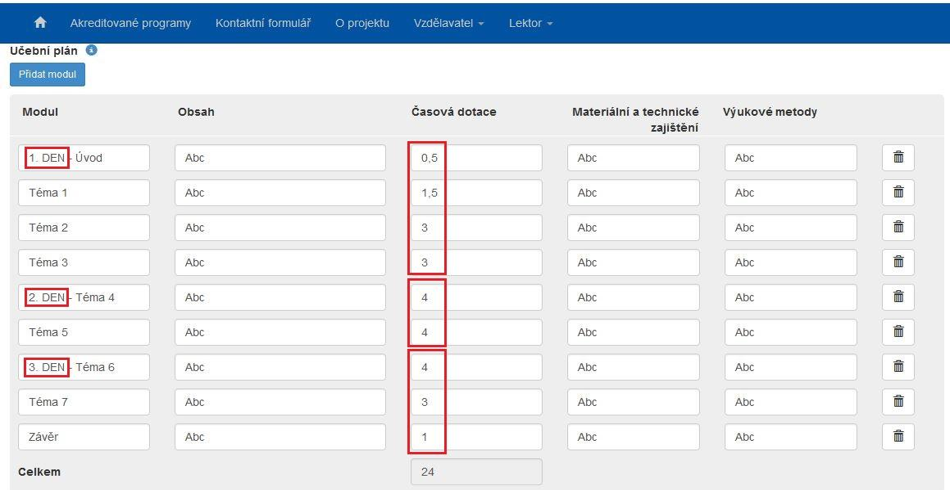 Akreditované programy Kontaktní formulář O projektu Vzdělavatel Lektor
Učební plán
Přidat modul
Modul Obsah Časová dotace Materiální a technické zajištění Výukové metody
1. DEN - Úvod Abc 0,5 Abc Abc
Téma 1 Abc 1,5 Abc Abc
Téma 2 Abc 3 Abc Abc
Téma 3 Abc 3 Abc Abc
2. DEN - Téma 4 Abc 4 Abc Abc
Téma 5 Abc 4 Abc Abc
3. DEN - Téma 6 Abc 4 Abc Abc
Téma 7 Abc 3 Abc Abc
Závěr Abc 1 Abc Abc
Celkem 24